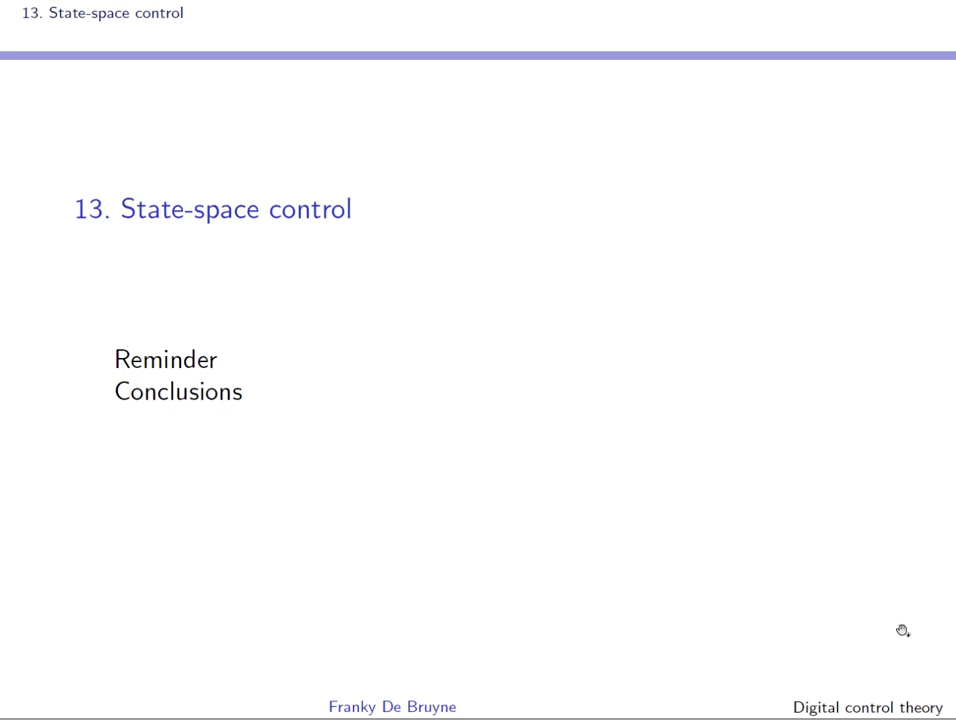 13. State-space control
13. State-space control
Reminder
Conclusions
Franky De Bruyne
Digital control theory